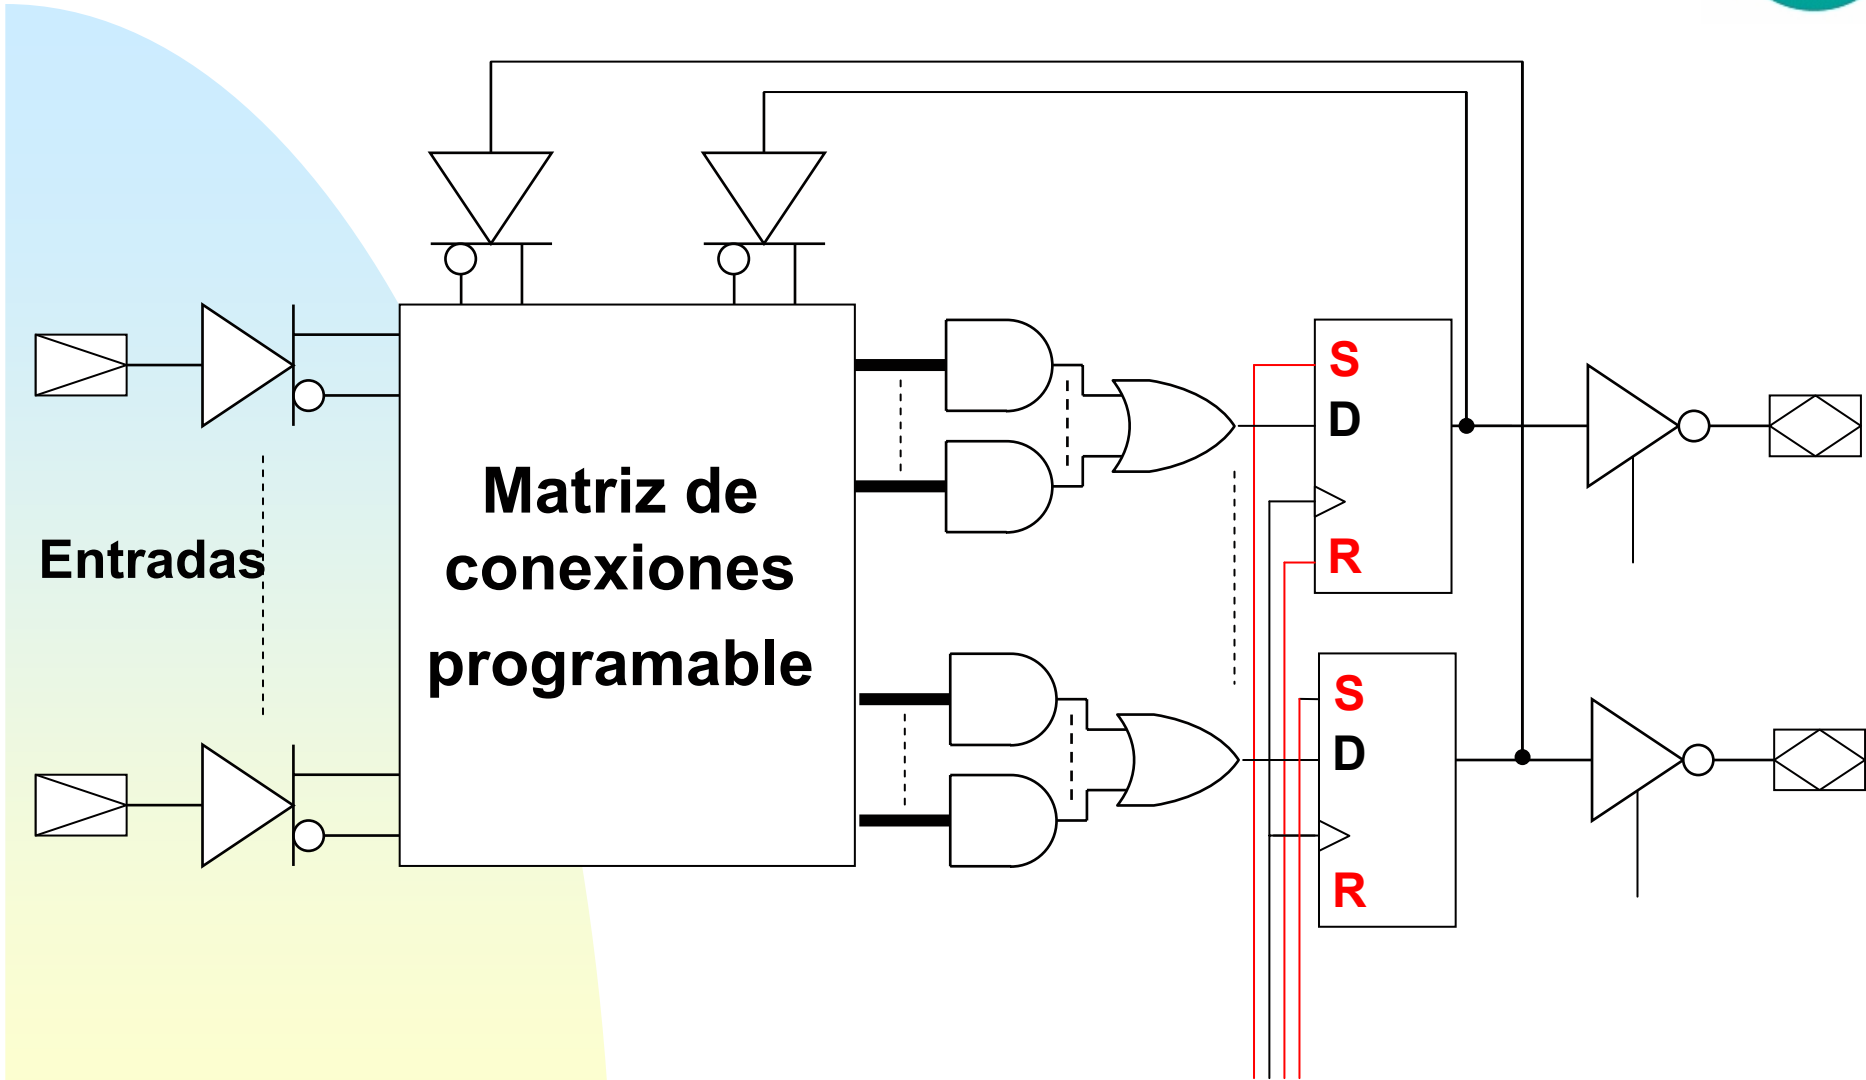 Entradas
Matriz de
conexiones
programable
S
D
R
S
D
R